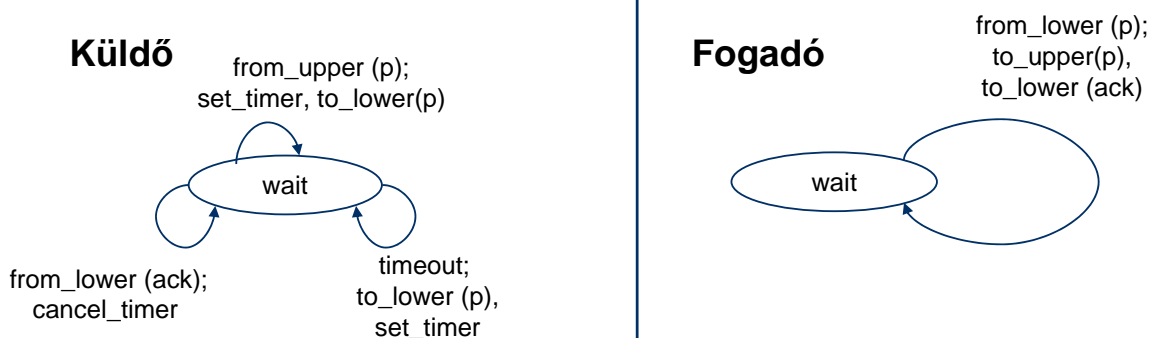 Küldő
from_upper (p);
set_timer, to_lower(p)
wait
from_lower (ack);
cancel_timer
timeout;
to_lower (p),
set_timer
Fogadó
from_lower (p);
to_upper(p),
to_lower (ack)
wait